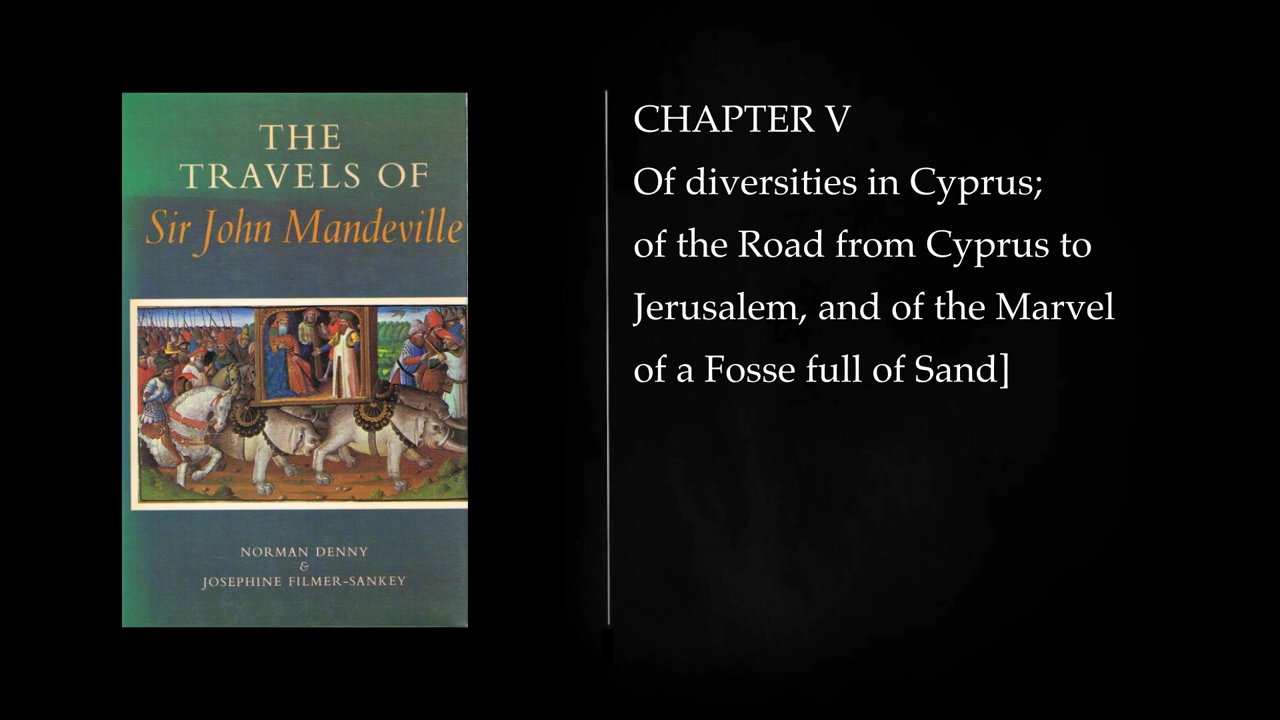 THE
TRAVELS OF
Sir John Mandeville
NORMAN DENNY
&
JOSEPHINE FILMER-SANKEY
CHAPTER V
Of diversities in Cyprus;
of the Road from Cyprus to
Jerusalem, and of the Marvel
of a Fosse full of Sand]